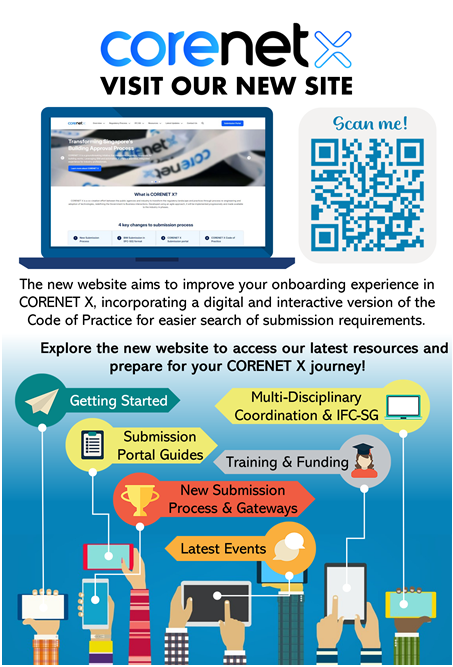 corenet x
VISIT OUR NEW SITE
Scan me!
corenet
Transforming Singapore's
Building Approval Process
What is CORENET X?
4 key changes to submission process
The new website aims to improve your onboarding experience in
CORENET X, incorporating a digital and interactive version of the
Code of Practice for easier search of submission requirements.
Explore the new website to access our latest resources and
prepare for your CORENET X journey!
Getting Started
Multi-Disciplinary
Coordination & IFC-SG
Submission
Portal Guides
Training & Funding
New Submission
Process & Gateways
Latest Events